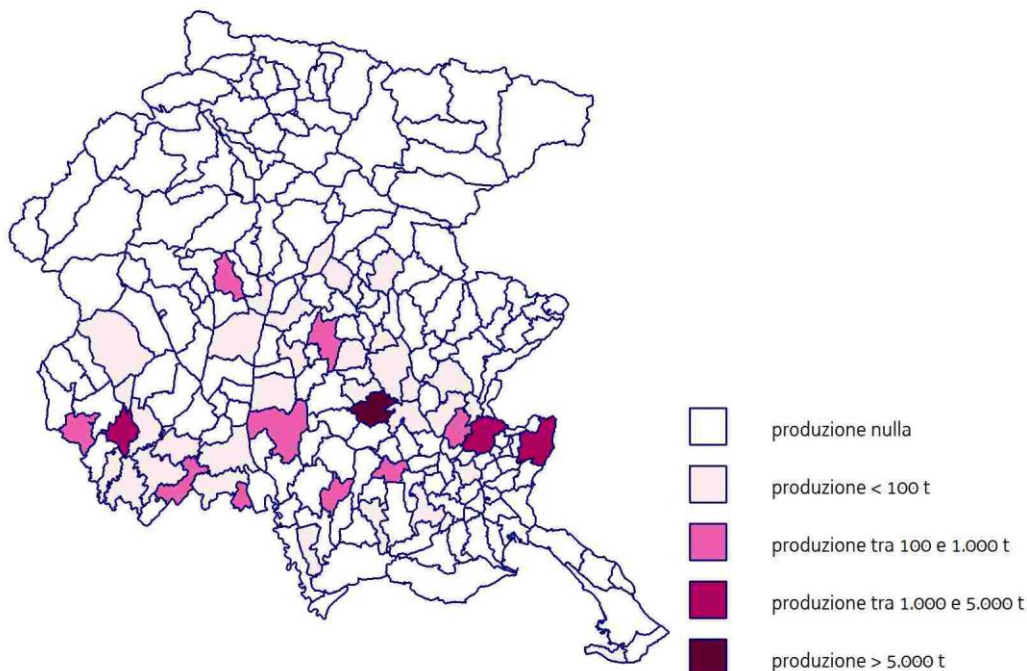 produzione nulla
produzione < 100 t
produzione tra 100 e 1.000 t
produzione tra 1.000 e 5.000 t
produzione > 5.000 t